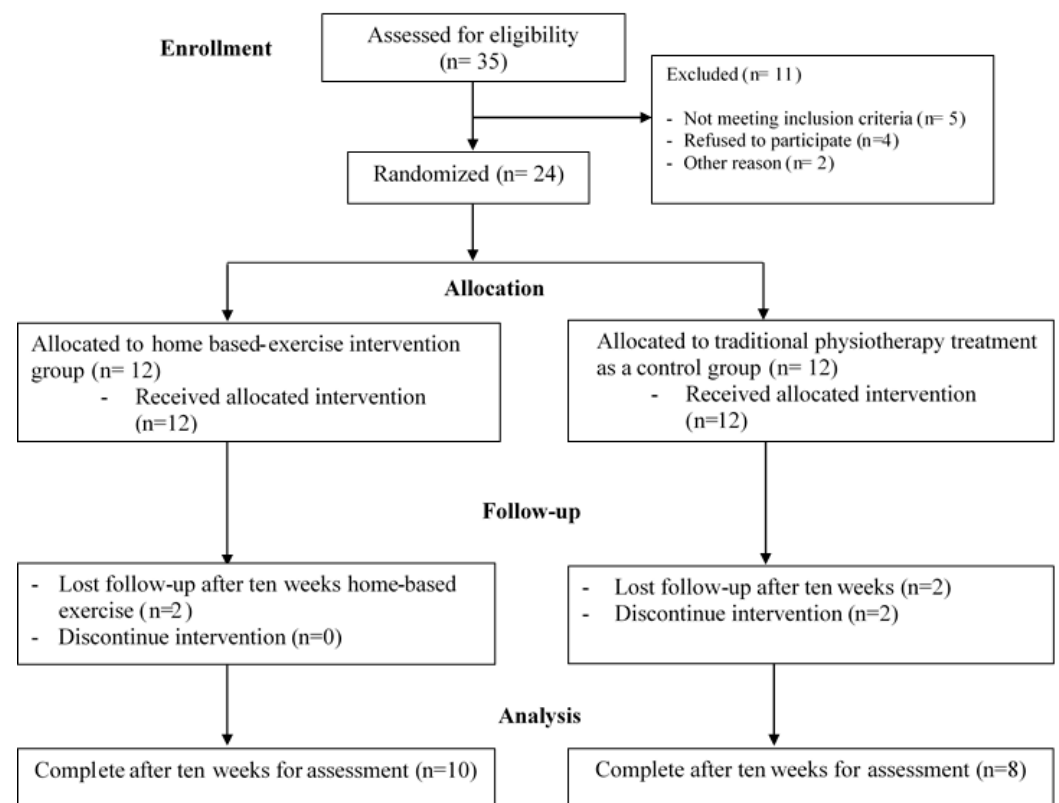 Enrollment
Assessed for eligibility
(n= 35)
Excluded (n= 11)
- Not meeting inclusion criteria (n= 5)
- Refused to participate (n=4)
- Other reason (n= 2)
Randomized (n= 24)
Allocation
Allocated to home based-exercise intervention
group (n= 12)
- Received allocated intervention
(n=12)
Allocated to traditional physiotherapy treatment
as a control group (n= 12)
- Received allocated intervention
(n=12)
Follow-up
- Lost follow-up after ten weeks home-based
exercise (n=2)
- Discontinue intervention (n=0)
- Lost follow-up after ten weeks (n=2)
- Discontinue intervention (n=2)
Analysis
Complete after ten weeks for assessment (n=10)
Complete after ten weeks for assessment (n=8)